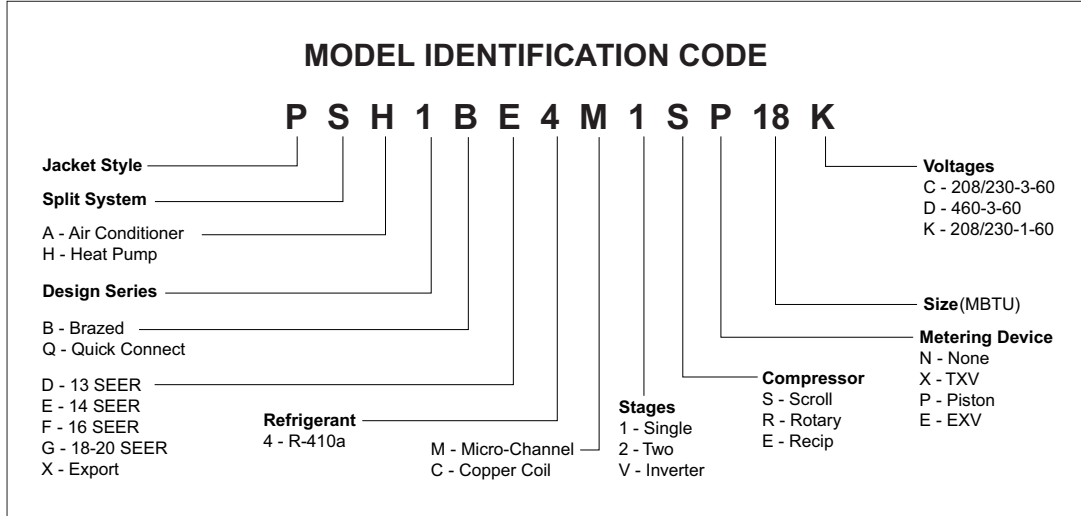 MODEL IDENTIFICATION CODE
P S H 1 B E 4 M 1 S P 18 K
Jacket Style
Split System
A - Air Conditioner
H - Heat Pump
Design Series
B - Brazed
Q - Quick Connect
D - 13 SEER
E - 14 SEER
F - 16 SEER
G - 18-20 SEER
X - Export
Refrigerant
4 - R-410a
M - Micro-Channel
C - Copper Coil
Stages
1 - Single
2 - Two
V - Inverter
Compressor
S - Scroll
R - Rotary
E - Recip
Metering Device
N - None
X - TXV
P - Piston
E - EXV
Size(MBTU)
Voltages
C - 208/230-3-60
D - 460-3-60
K - 208/230-1-60